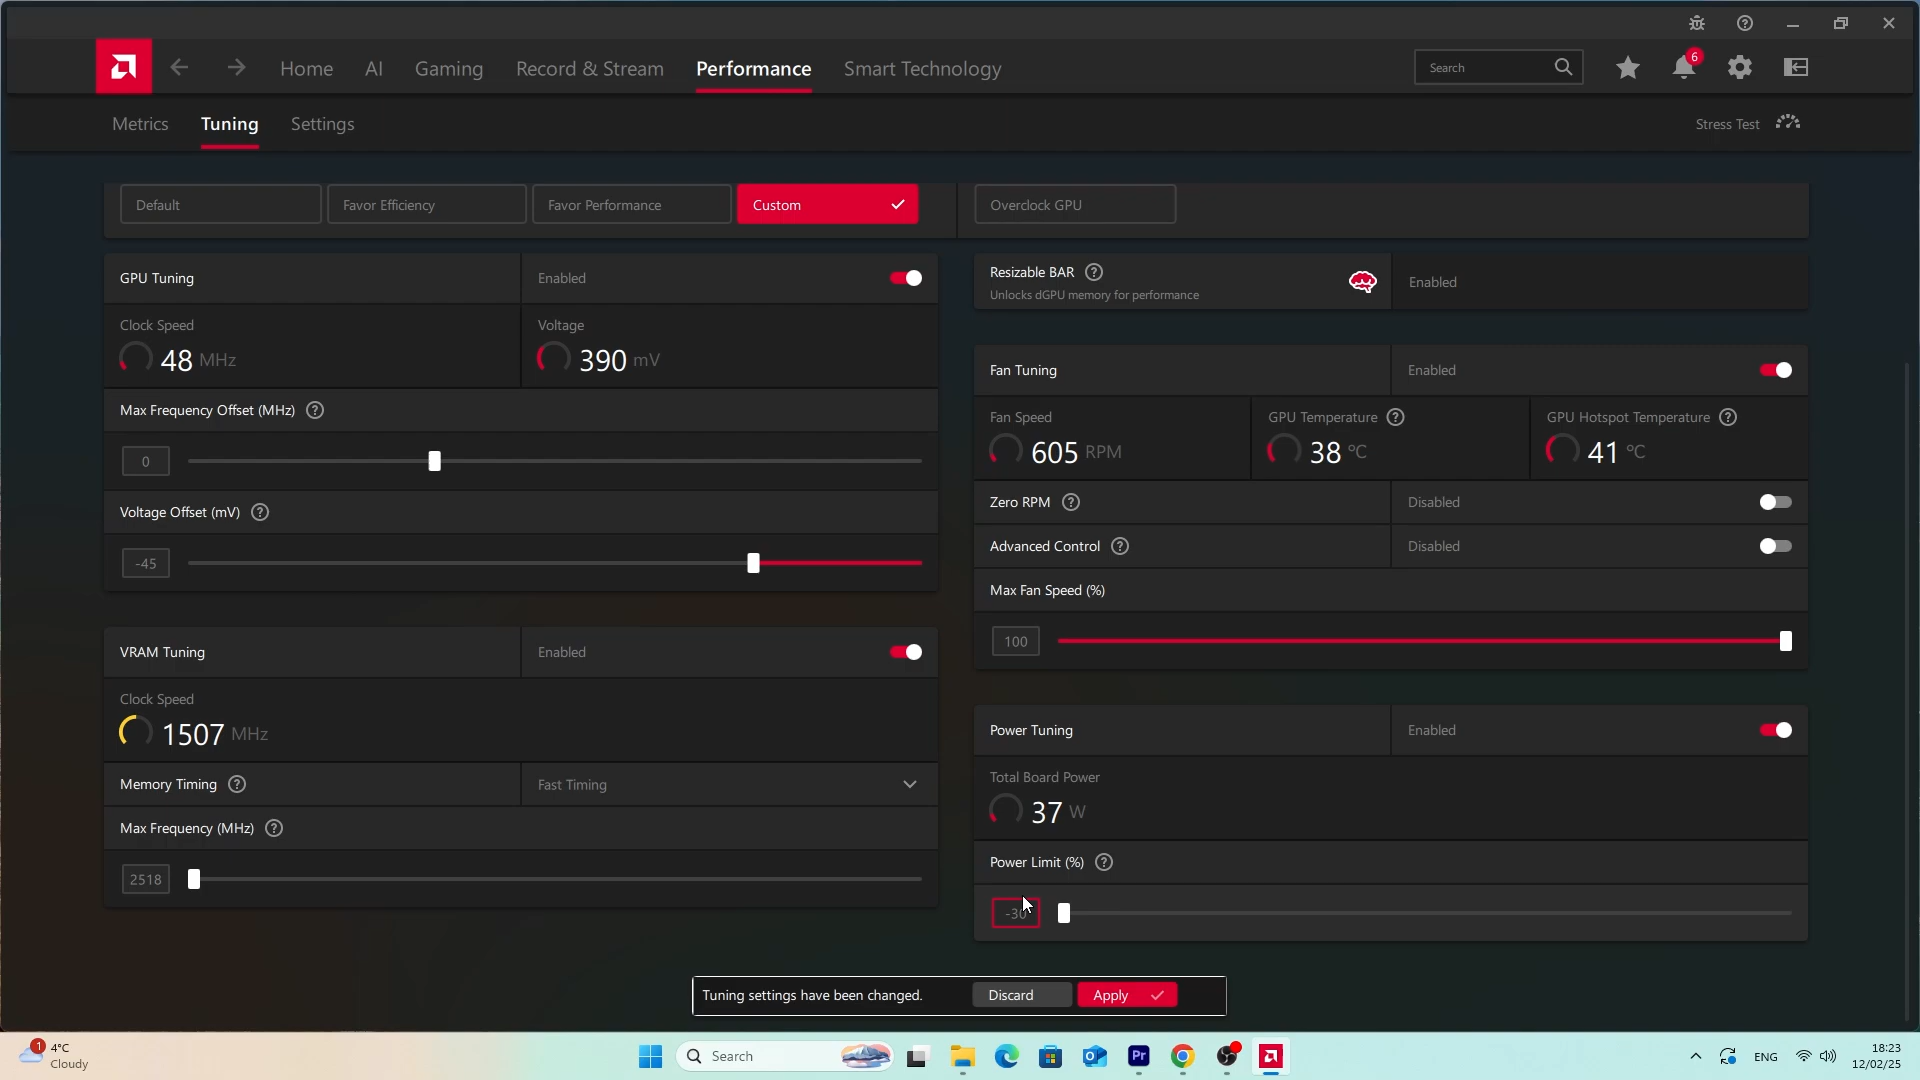 Home AI Gaming Record & Stream Performance Smart Technology Search 6
Metrics Tuning Settings Stress Test
Default Favor Efficiency Favor Performance Custom Overclock GPU
GPU Tuning Enabled
Clock Speed Voltage
48 MHz 390 mV
Max Frequency Offset (MHz) ?
0
Voltage Offset (mV) ?
-45
VRAM Tuning Enabled
Clock Speed
1507 MHz
Memory Timing ? Fast Timing
Max Frequency (MHz) ?
2518
Resizable BAR ? Enabled
Unlocks dGPU memory for performance
Fan Tuning Enabled
Fan Speed GPU Temperature ? GPU Hotspot Temperature ?
605 RPM 38 °C 41 °C
Zero RPM ? Disabled
Advanced Control ? Disabled
Max Fan Speed (%)
100
Power Tuning Enabled
Total Board Power
37 W
Power Limit (%) ?
-30
Tuning settings have been changed. Discard Apply
1 4°C
Cloudy
Search
Pr
ENG
18:23
12/02/25